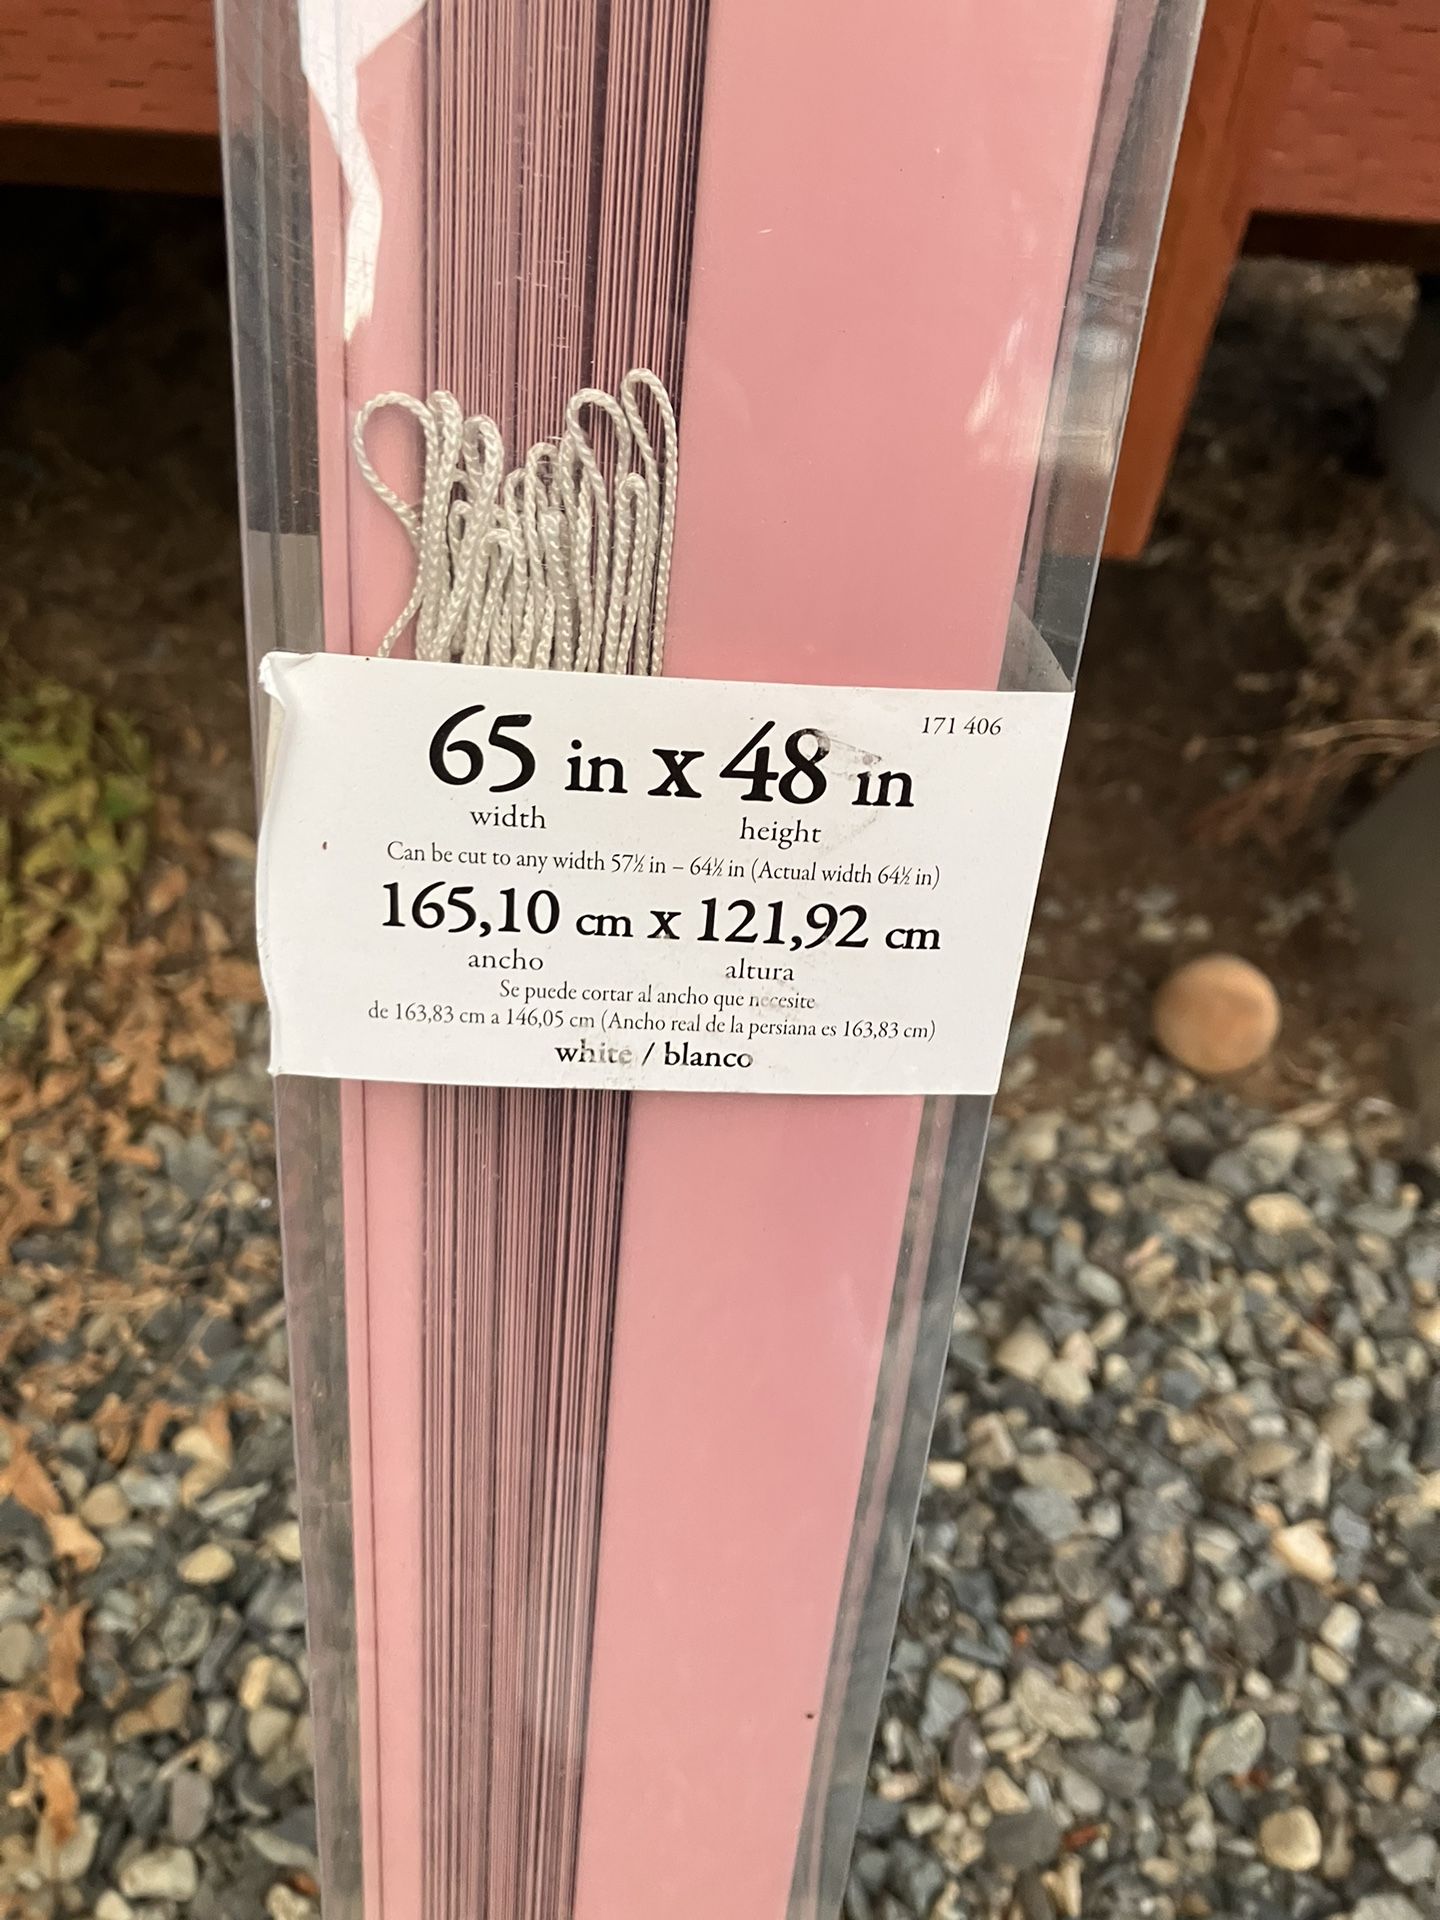 171 406
65 in x 48 in
width height
Can be cut to any width 57½ in – 64½ in (Actual width 64½ in)
165,10 cm x 121,92 cm
ancho altura
Se puede cortar al ancho que necesite
de 163,83 cm a 146,05 cm (Ancho real de la persiana es 163,83 cm)
white / blanco